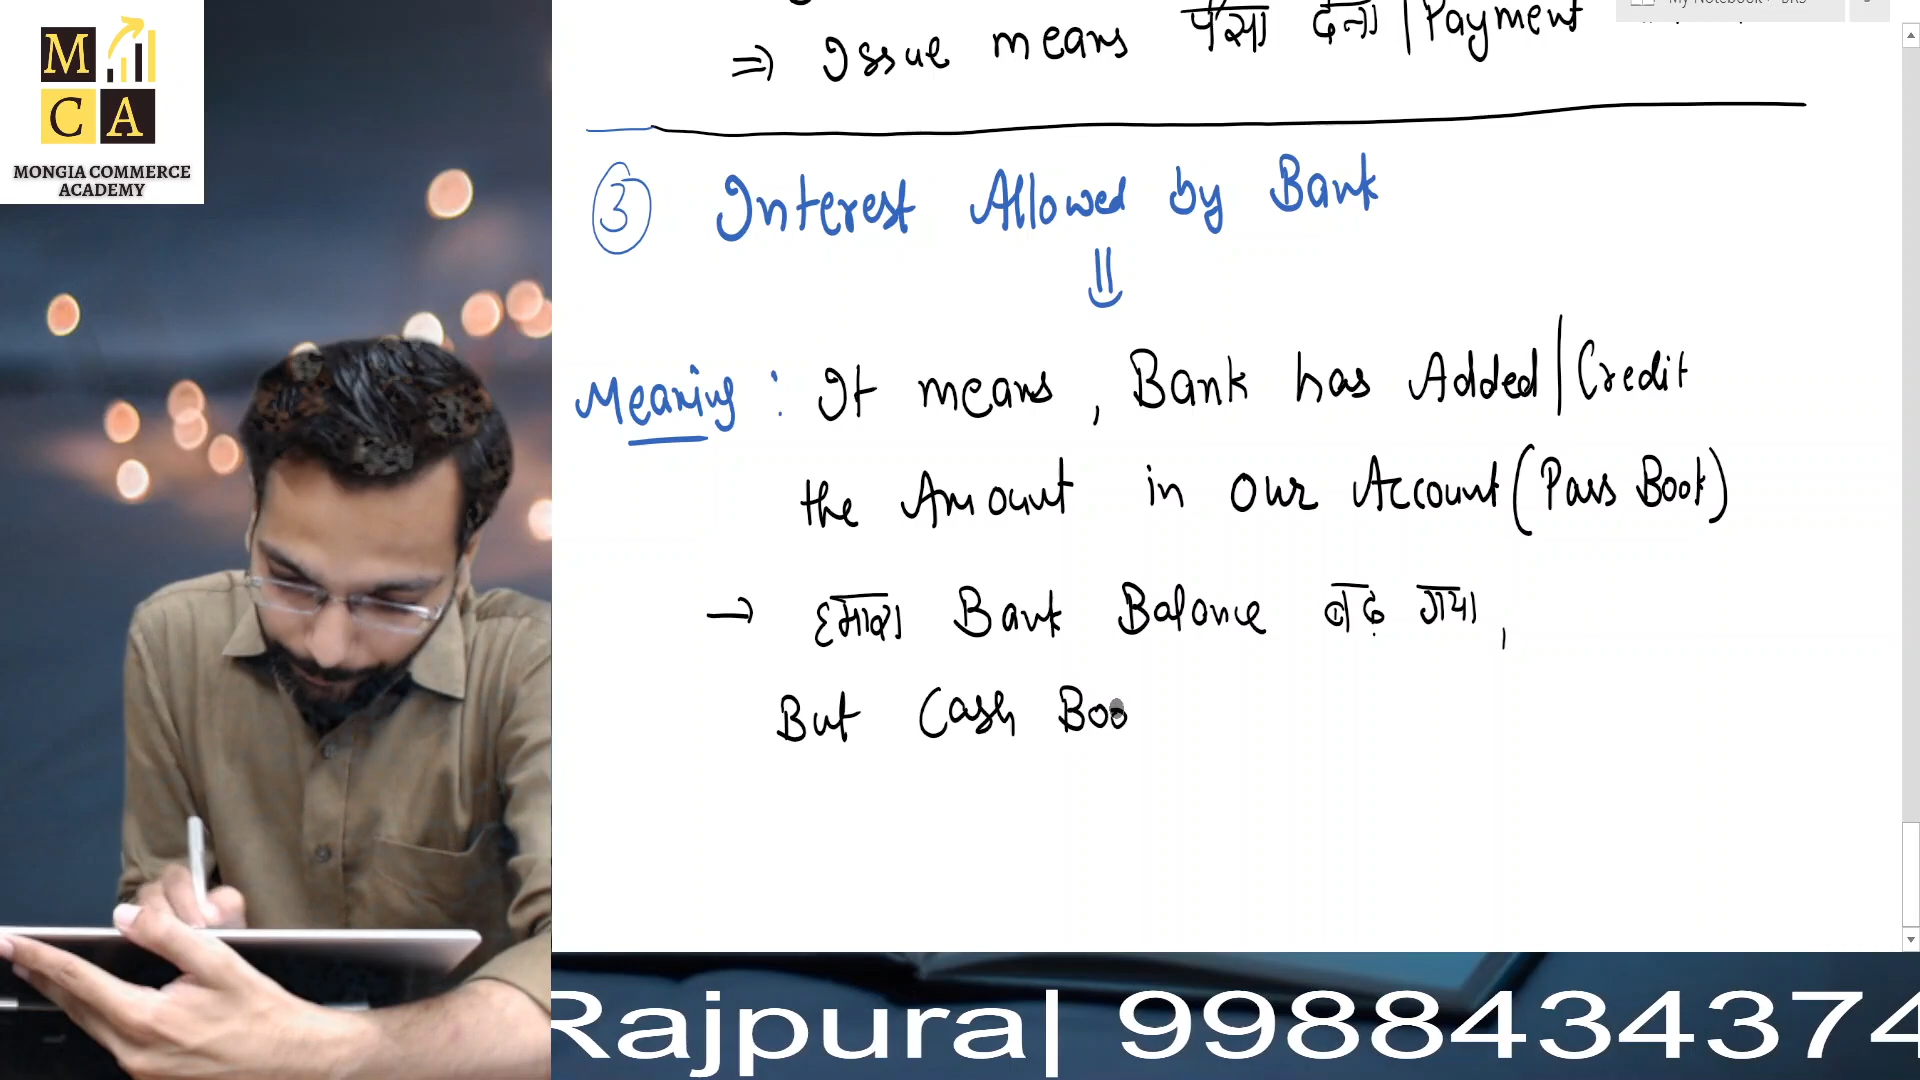 M
C A
MONGIA COMMERCE
ACADEMY
⇒ Issue means पैसा देना | Payment
③ Interest Allowed by Bank
Meaning : It means, Bank has Added | Credit
the Amount in our Account (Pass Book)
→ हमारा Bank Balance बढ़ गया,
But Cash Boo
Rajpura| 9988434374